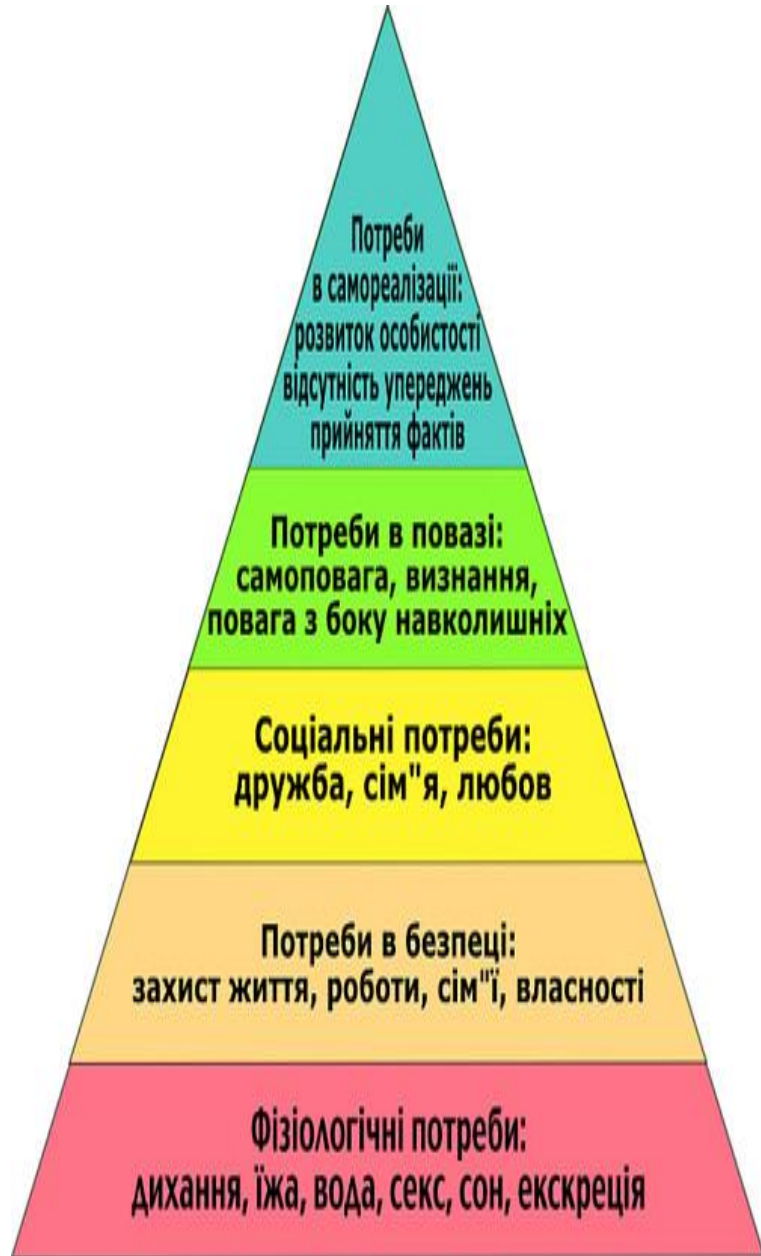 Потреби
в самореалізації:
розвиток особистості
відсутність упереджень
прийняття фактів
Потреби в повазі:
самоповага, визнання,
повага з боку навколишніх
Соціальні потреби:
дружба, сім"я, любов
Потреби в безпеці:
захист життя, роботи, сім"ї, власності
Фізіологічні потреби:
дихання, їжа, вода, секс, сон, екскреція